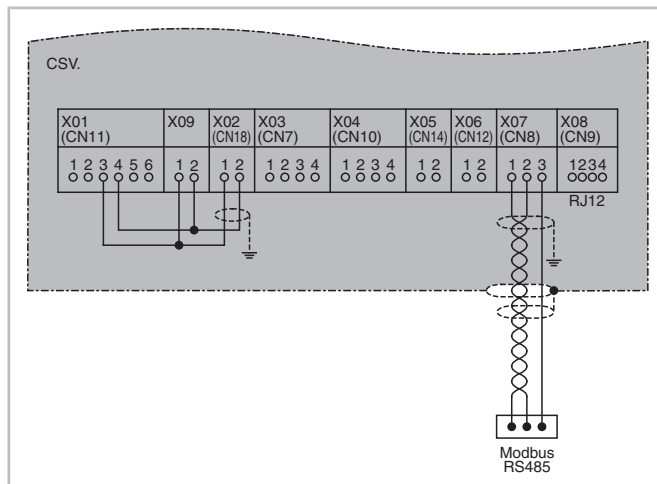 CSV.
X01 X09 X02 X03 X04 X05 X06 X07 X08
(CN11) (CN18) (CN7) (CN10) (CN14) (CN12) (CN8) (CN9)
1 2 3 4 5 6 1 2 1 2 1 2 3 4 1 2 3 4 1 2 1 2 1 2 3 1234
RJ12
Modbus
RS485